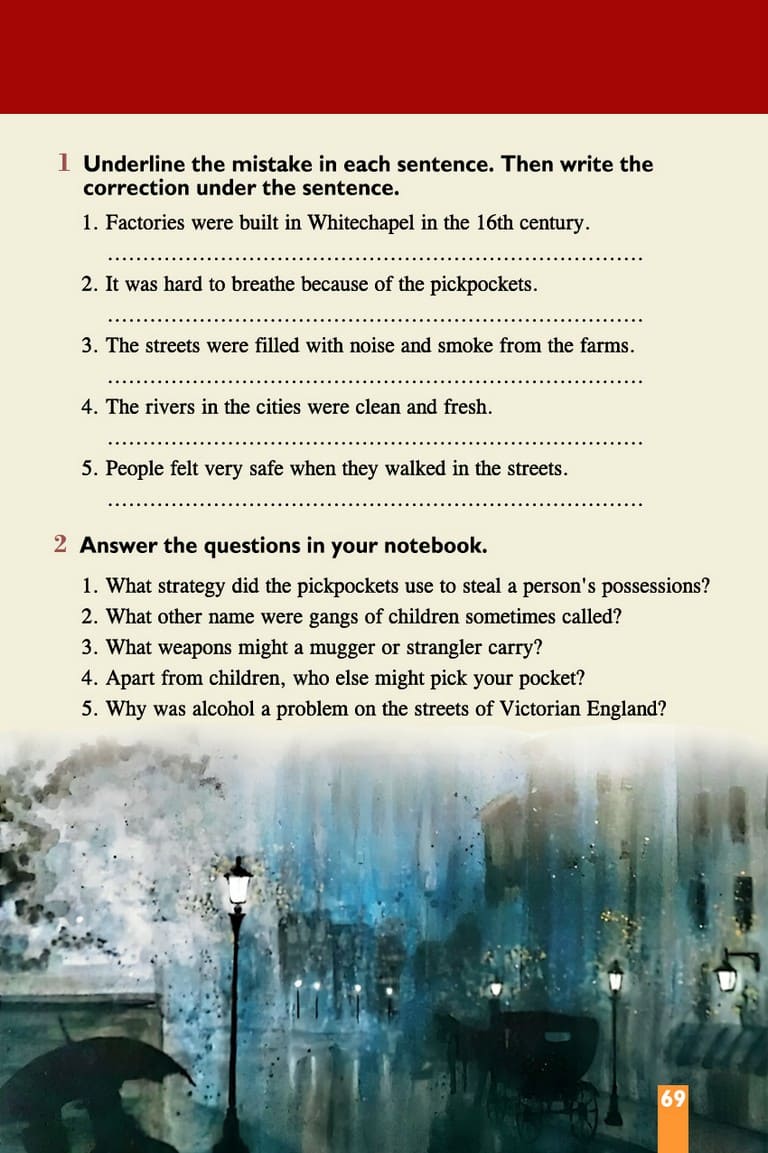 1 Underline the mistake in each sentence. Then write the
correction under the sentence.
1. Factories were built in Whitechapel in the 16th century.
..........................................................................
2. It was hard to breathe because of the pickpockets.
..........................................................................
3. The streets were filled with noise and smoke from the farms.
..........................................................................
4. The rivers in the cities were clean and fresh.
..........................................................................
5. People felt very safe when they walked in the streets.
..........................................................................
2 Answer the questions in your notebook.
1. What strategy did the pickpockets use to steal a person's possessions?
2. What other name were gangs of children sometimes called?
3. What weapons might a mugger or strangler carry?
4. Apart from children, who else might pick your pocket?
5. Why was alcohol a problem on the streets of Victorian England?
69